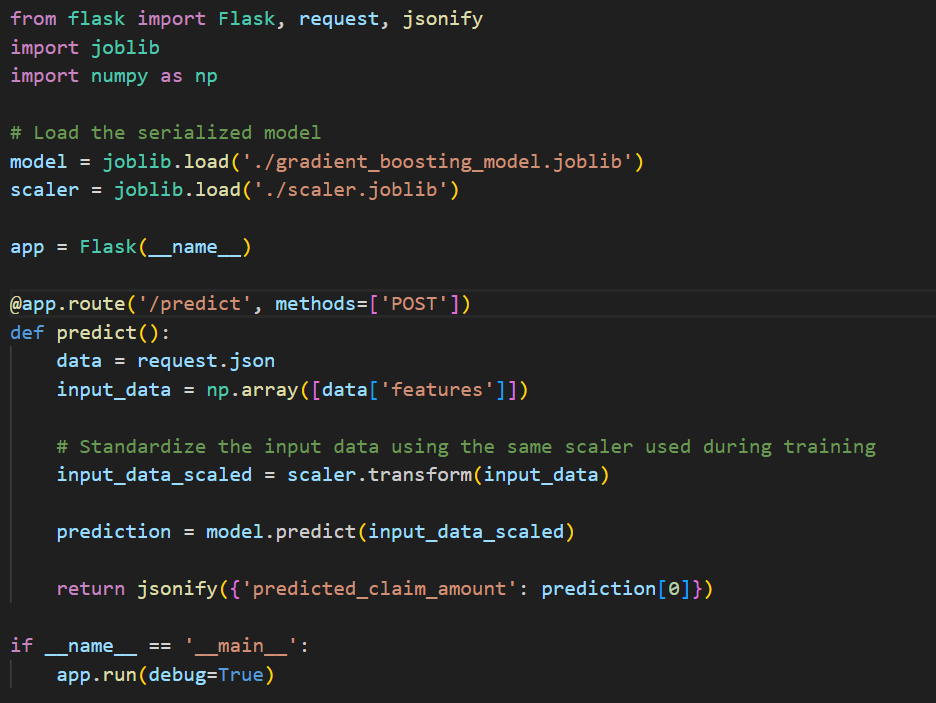 from flask import Flask, request, jsonify
import joblib
import numpy as np
# Load the serialized model
model = joblib.load('./gradient_boosting_model.joblib')
scaler = joblib.load('./scaler.joblib')
app = Flask(__name__)
@app.route('/predict', methods=['POST'])
def predict():
    data = request.json
    input_data = np.array([data['features']])
    # Standardize the input data using the same scaler used during training
    input_data_scaled = scaler.transform(input_data)
    prediction = model.predict(input_data_scaled)
    return jsonify({'predicted_claim_amount': prediction[0]})
if __name__ == '__main__':
    app.run(debug=True)